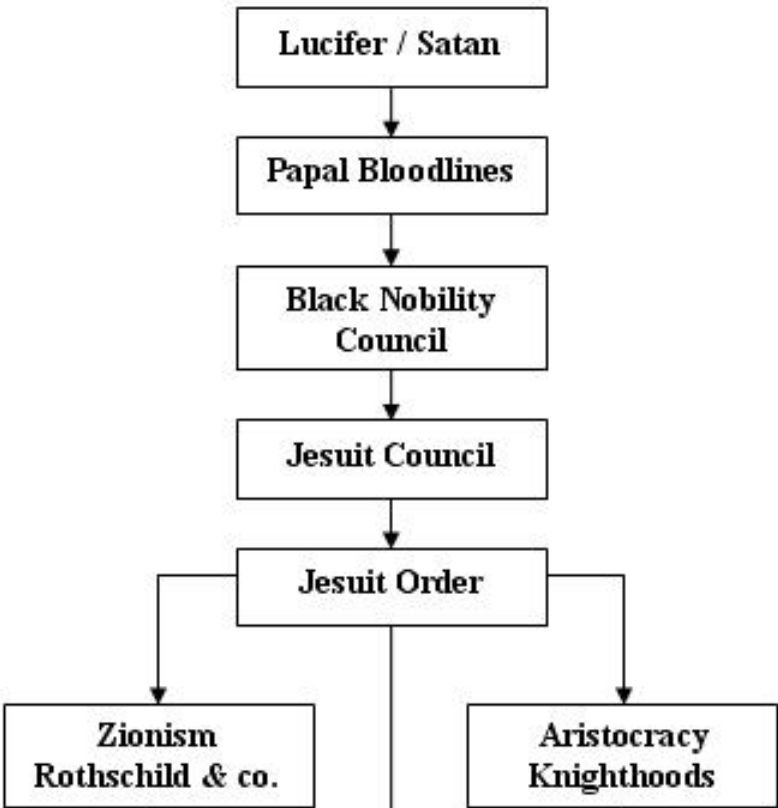 Lucifer / Satan
Papal Bloodlines
Black Nobility
Council
Jesuit Council
Jesuit Order
Zionism
Rothschild & co.
Aristocracy
Knighthoods